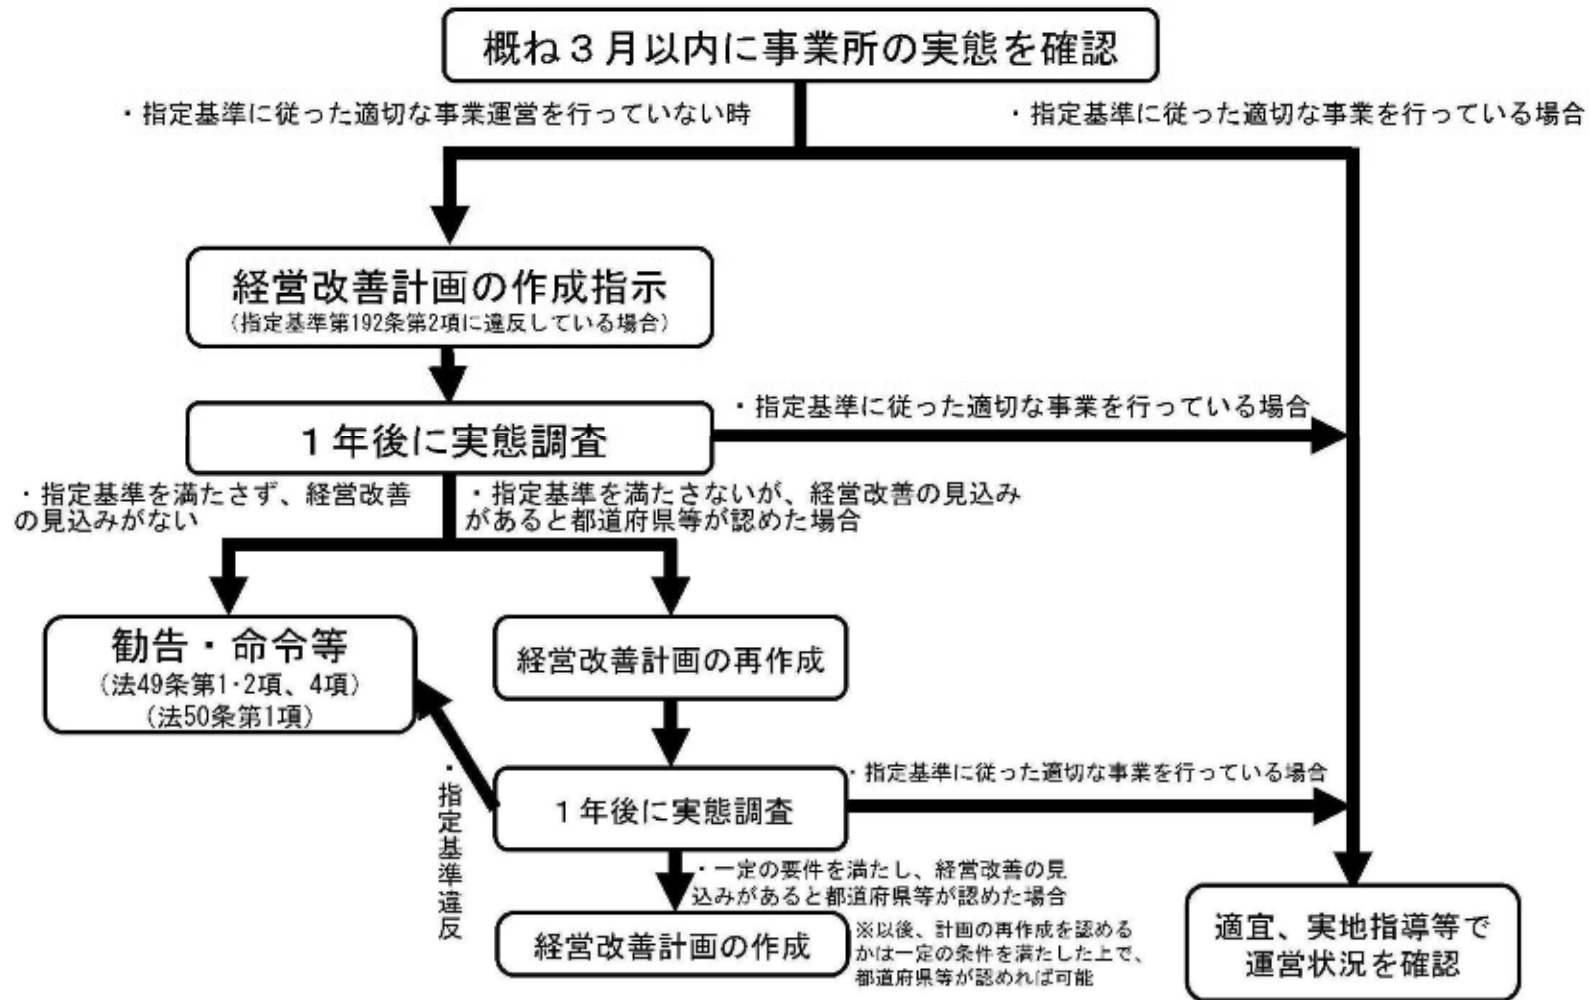 概ね３月以内に事業所の実態を確認
・指定基準に従った適切な事業運営を行っていない時
・指定基準に従った適切な事業を行っている場合
経営改善計画の作成指示
（指定基準第192条第2項に違反している場合）
１年後に実態調査
・指定基準に従った適切な事業を行っている場合
・指定基準を満たさず、経営改善
の見込みがない
・指定基準を満たさないが、経営改善の見込み
があると都道府県等が認めた場合
勧告・命令等
（法49条第1･2項、4項）
（法50条第1項）
経営改善計画の再作成
・指定基準違反
１年後に実態調査
・指定基準に従った適切な事業を行っている場合
・一定の要件を満たし、経営改善の見
込みがあると都道府県等が認めた場合
経営改善計画の作成
※以後、計画の再作成を認める
かは一定の条件を満たした上で、
都道府県等が認めれば可能
適宜、実地指導等で
運営状況を確認